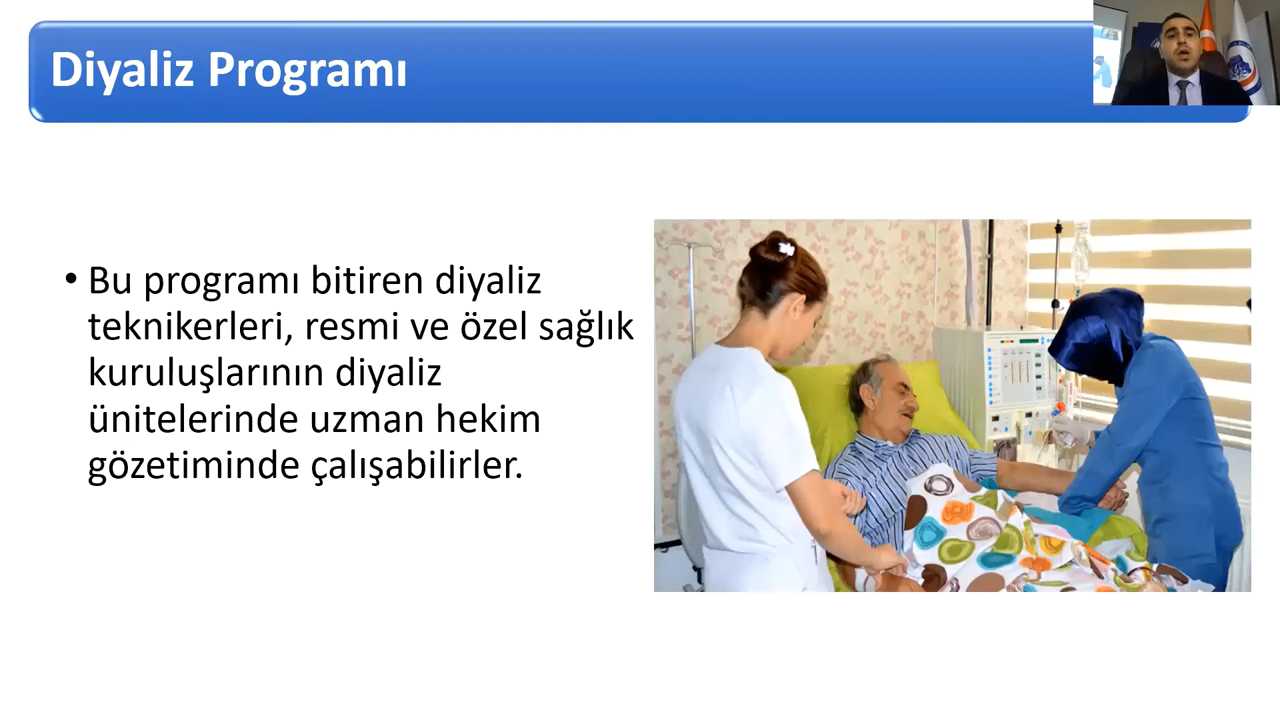 Diyaliz Programı
• Bu programı bitiren diyaliz
teknikerleri, resmi ve özel sağlık
kuruluşlarının diyaliz
ünitelerinde uzman hekim
gözetiminde çalışabilirler.